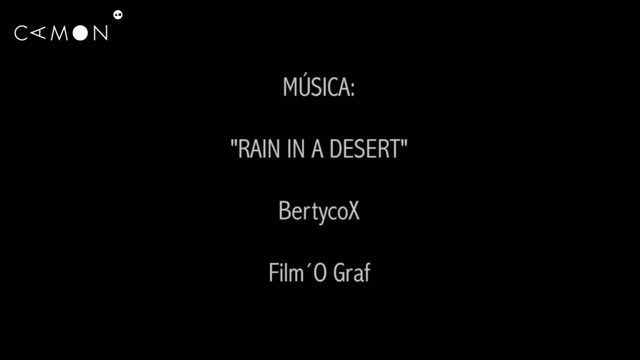 CAMON
MÚSICA:
"RAIN IN A DESERT"
BertycoX
Film´O Graf